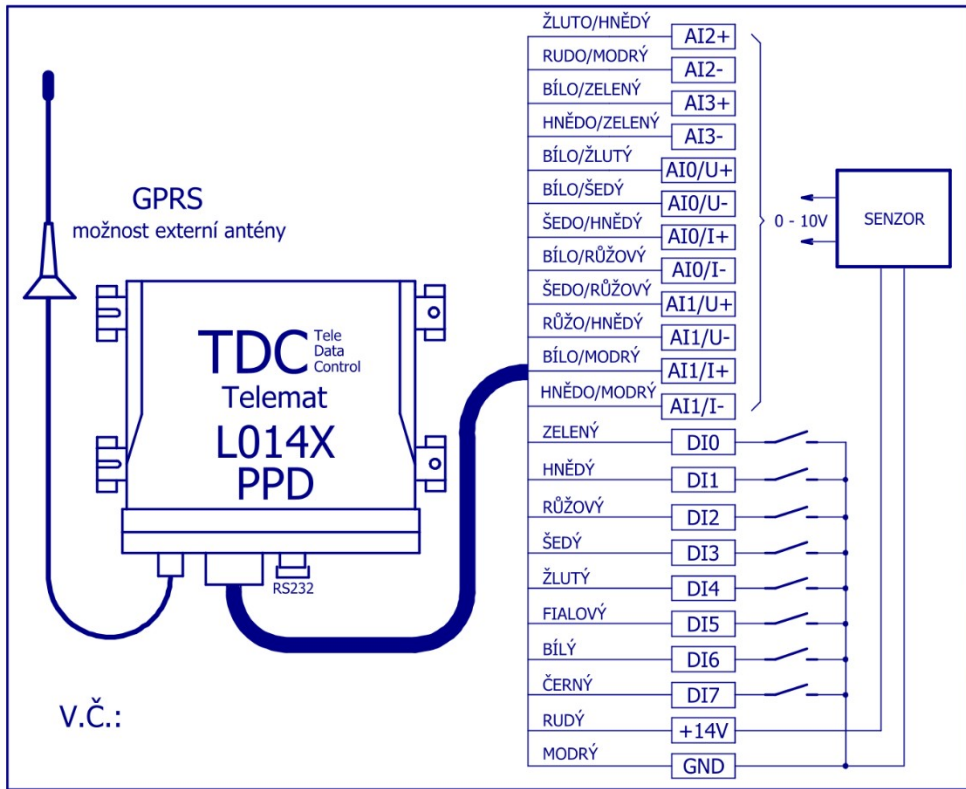 GPRS
možnost externí antény
TDC Tele
Data
Control
Telemat
L014X
PPD
RS232
V.Č.:
ŽLUTO/HNĚDÝ AI2+
RUDO/MODRÝ AI2-
BÍLO/ZELENÝ AI3+
HNĚDO/ZELENÝ AI3-
BÍLO/ŽLUTÝ AI0/U+
BÍLO/ŠEDÝ AI0/U-
ŠEDO/HNĚDÝ AI0/I+
BÍLO/RŮŽOVÝ AI0/I-
ŠEDO/RŮŽOVÝ AI1/U+
RŮŽO/HNĚDÝ AI1/U-
BÍLO/MODRÝ AI1/I+
HNĚDO/MODRÝ AI1/I-
ZELENÝ DI0
HNĚDÝ DI1
RŮŽOVÝ DI2
ŠEDÝ DI3
ŽLUTÝ DI4
FIALOVÝ DI5
BÍLÝ DI6
ČERNÝ DI7
RUDÝ +14V
MODRÝ GND
0 - 10V
SENZOR